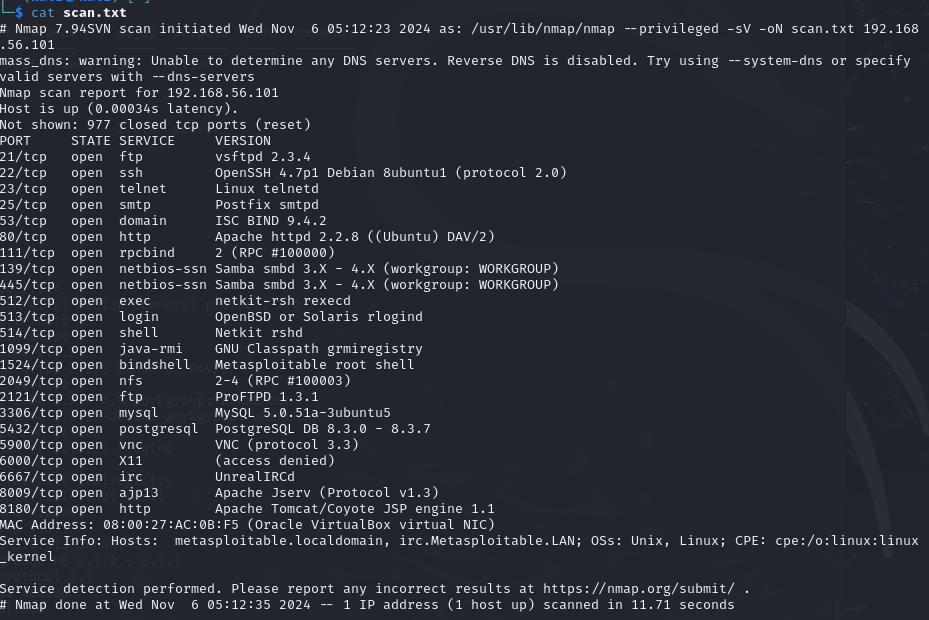 └─$ cat scan.txt
# Nmap 7.94SVN scan initiated Wed Nov  6 05:12:23 2024 as: /usr/lib/nmap/nmap --privileged -sV -oN scan.txt 192.168
.56.101
mass_dns: warning: Unable to determine any DNS servers. Reverse DNS is disabled. Try using --system-dns or specify
valid servers with --dns-servers
Nmap scan report for 192.168.56.101
Host is up (0.00034s latency).
Not shown: 977 closed tcp ports (reset)
PORT     STATE SERVICE     VERSION
21/tcp   open  ftp         vsftpd 2.3.4
22/tcp   open  ssh         OpenSSH 4.7p1 Debian 8ubuntu1 (protocol 2.0)
23/tcp   open  telnet      Linux telnetd
25/tcp   open  smtp        Postfix smtpd
53/tcp   open  domain      ISC BIND 9.4.2
80/tcp   open  http        Apache httpd 2.2.8 ((Ubuntu) DAV/2)
111/tcp  open  rpcbind     2 (RPC #100000)
139/tcp  open  netbios-ssn Samba smbd 3.X - 4.X (workgroup: WORKGROUP)
445/tcp  open  netbios-ssn Samba smbd 3.X - 4.X (workgroup: WORKGROUP)
512/tcp  open  exec        netkit-rsh rexecd
513/tcp  open  login       OpenBSD or Solaris rlogind
514/tcp  open  shell       Netkit rshd
1099/tcp open  java-rmi    GNU Classpath grmiregistry
1524/tcp open  bindshell   Metasploitable root shell
2049/tcp open  nfs         2-4 (RPC #100003)
2121/tcp open  ftp         ProFTPD 1.3.1
3306/tcp open  mysql       MySQL 5.0.51a-3ubuntu5
5432/tcp open  postgresql  PostgreSQL DB 8.3.0 - 8.3.7
5900/tcp open  vnc         VNC (protocol 3.3)
6000/tcp open  X11         (access denied)
6667/tcp open  irc         UnrealIRCd
8009/tcp open  ajp13       Apache Jserv (Protocol v1.3)
8180/tcp open  http        Apache Tomcat/Coyote JSP engine 1.1
MAC Address: 08:00:27:AC:0B:F5 (Oracle VirtualBox virtual NIC)
Service Info: Hosts:  metasploitable.localdomain, irc.Metasploitable.LAN; OSs: Unix, Linux; CPE: cpe:/o:linux:linux
_kernel
Service detection performed. Please report any incorrect results at https://nmap.org/submit/ .
# Nmap done at Wed Nov  6 05:12:35 2024 -- 1 IP address (1 host up) scanned in 11.71 seconds